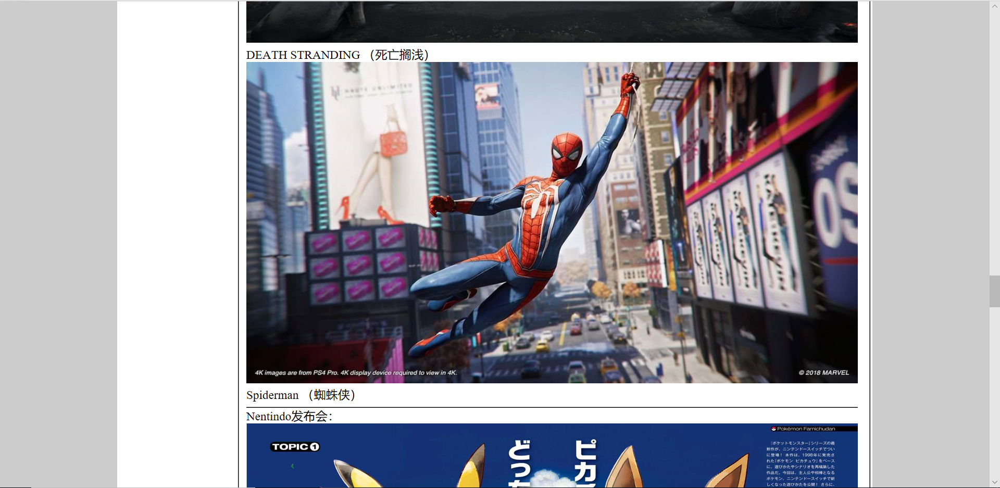 DEATH STRANDING （死亡搁浅）
HAUTE UNLIMITED
4K images are from PS4 Pro. 4K display device required to view in 4K.
© 2018 MARVEL
Spiderman （蜘蛛侠）
Nentindo发布会：
Pokémon Famichudan
TOPIC 1
ピカ
どっち
『ポケットモンスター』シリーズの最
新作が、ニンテンドースイッチでつい
に登場！ 本作は、1998年に発売さ
れた『ポケモン ピカチュウ』をベース
に、遊びかたやシナリオを再構築した
作品だ。今回は、主人公や相棒となる
ポケモン、ニンテンドースイッチで新
しくなった遊びかたを公開！ さらに、